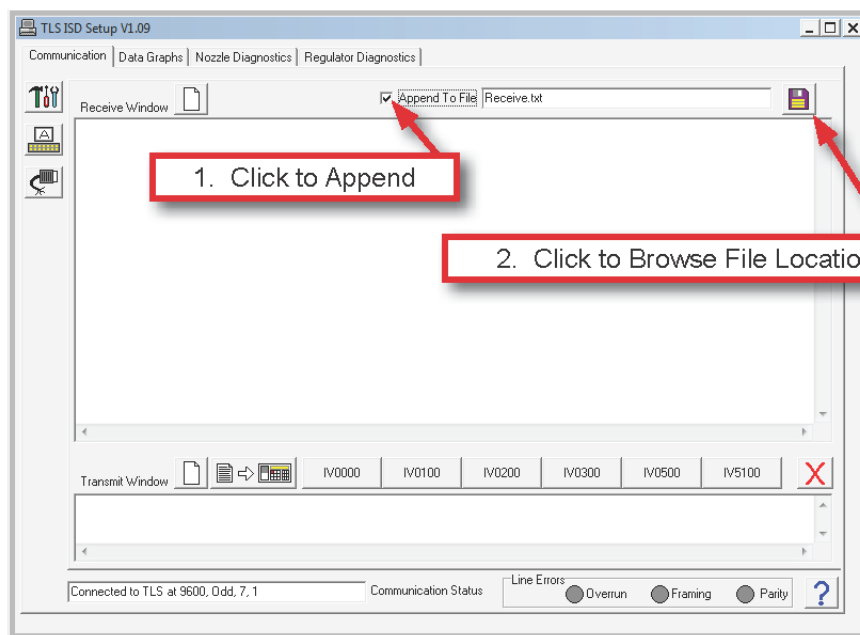 TLS ISD Setup V1.09
Communication Data Graphs Nozzle Diagnostics Regulator Diagnostics
Receive Window Append To File Receive.txt
1. Click to Append
2. Click to Browse File Locatio
Transmit Window IV0000 IV0100 IV0200 IV0300 IV0500 IV5100
Connected to TLS at 9600, Odd, 7, 1 Communication Status Line Errors Overrun Framing Parity